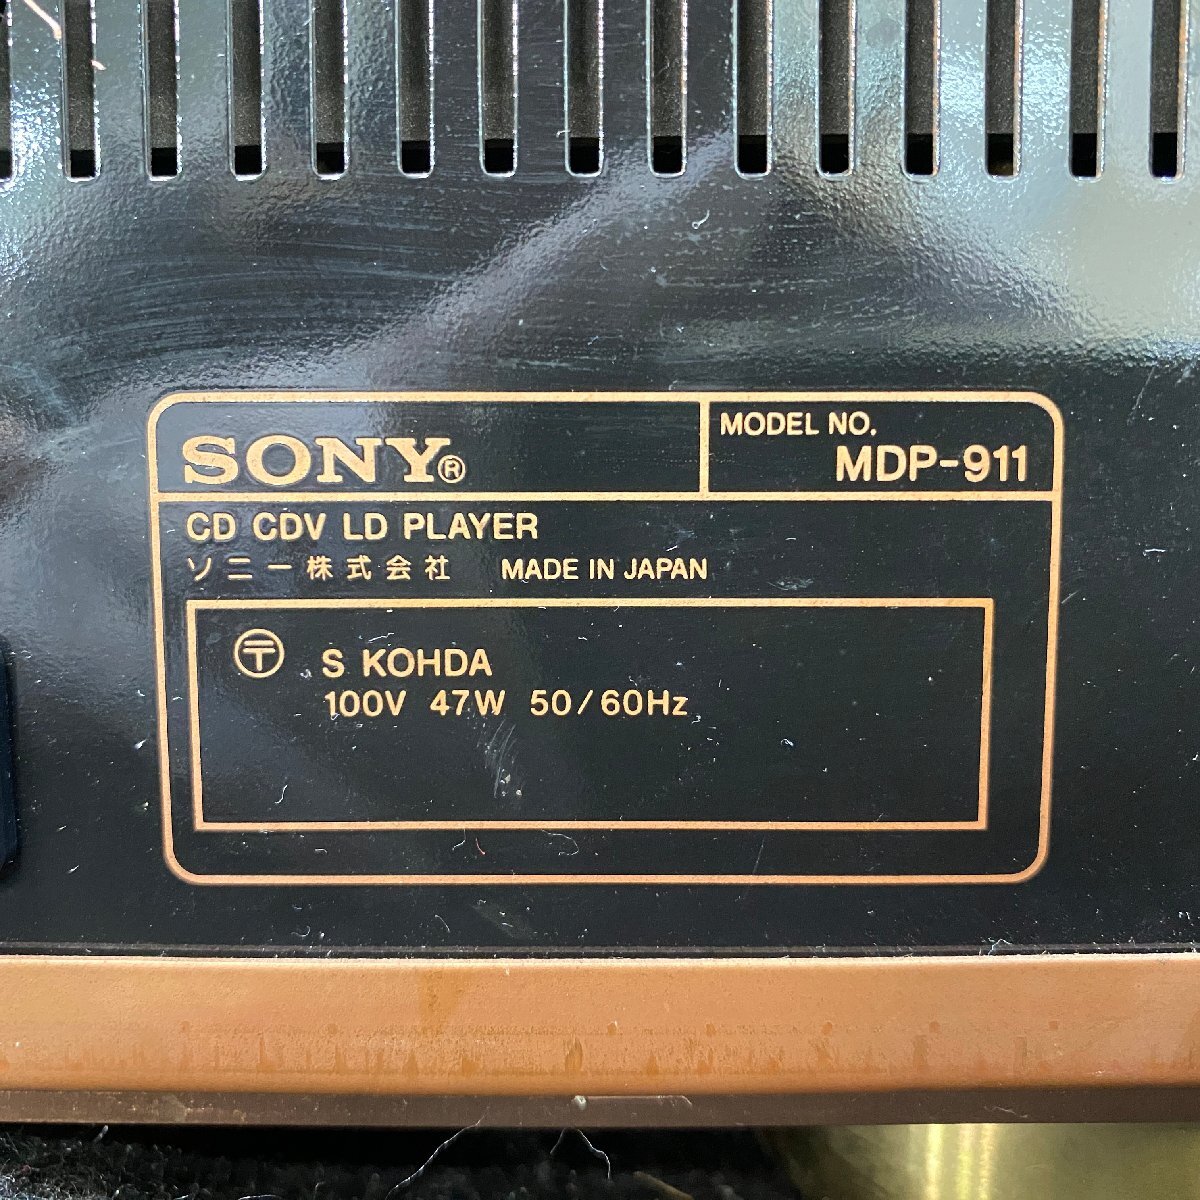 SONY®
MODEL NO.
MDP-911
CD CDV LD PLAYER
ソニー株式会社 MADE IN JAPAN
〒 S KOHDA
100V 47W 50/60Hz